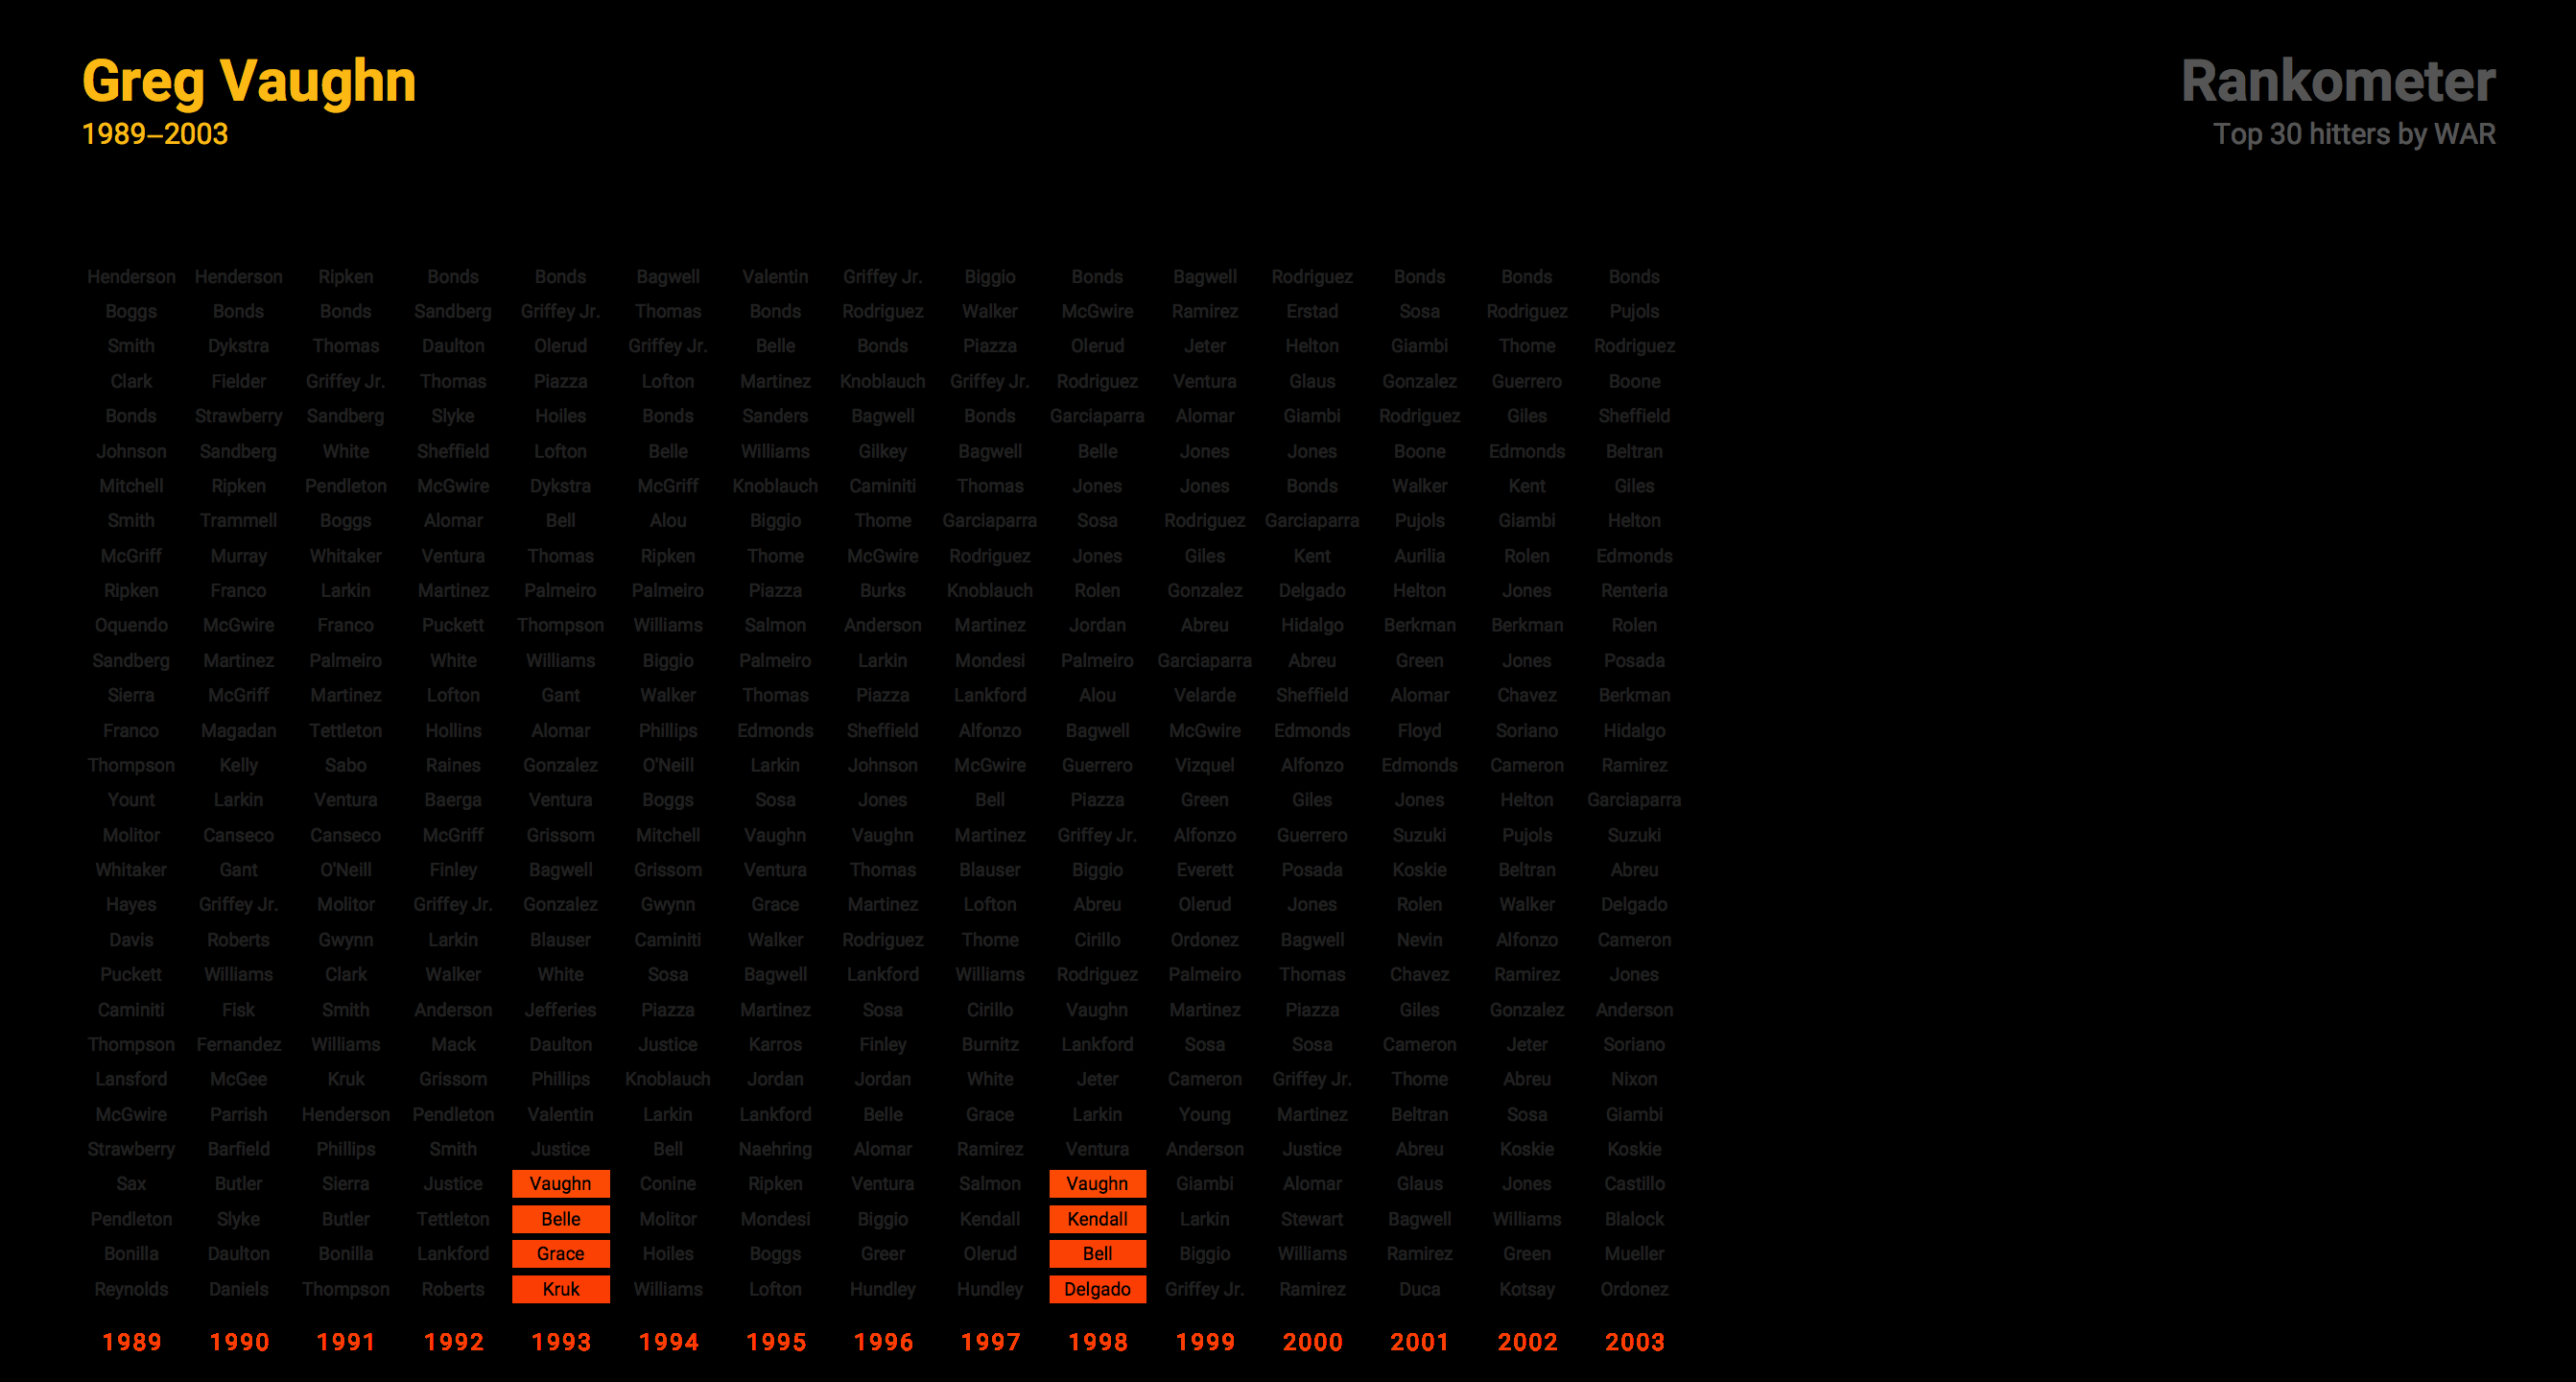 Greg Vaughn
1989–2003
Rankometer
Top 30 hitters by WAR
Henderson Henderson Ripken Bonds Bonds Bagwell Valentin Griffey Jr. Biggio Bonds Bagwell Rodriguez Bonds Bonds Bonds
Boggs Bonds Bonds Sandberg Griffey Jr. Thomas Bonds Rodriguez Walker McGwire Ramirez Erstad Sosa Rodriguez Pujols
Smith Dykstra Thomas Daulton Olerud Griffey Jr. Belle Bonds Piazza Olerud Jeter Helton Giambi Thome Rodriguez
Clark Fielder Griffey Jr. Thomas Piazza Lofton Martinez Knoblauch Griffey Jr. Rodriguez Ventura Glaus Gonzalez Guerrero Boone
Bonds Strawberry Sandberg Slyke Hoiles Bonds Sanders Bagwell Bonds Garciaparra Alomar Giambi Rodriguez Giles Sheffield
Johnson Sandberg White Sheffield Lofton Belle Williams Gilkey Bagwell Belle Jones Jones Boone Edmonds Beltran
Mitchell Ripken Pendleton McGwire Dykstra McGriff Knoblauch Caminiti Thomas Jones Jones Bonds Walker Kent Giles
Smith Trammell Boggs Alomar Bell Alou Biggio Thome Garciaparra Sosa Rodriguez Garciaparra Pujols Giambi Helton
McGriff Murray Whitaker Ventura Thomas Ripken Thome McGwire Rodriguez Jones Giles Kent Aurilia Rolen Edmonds
Ripken Franco Larkin Martinez Palmeiro Palmeiro Piazza Burks Knoblauch Rolen Gonzalez Delgado Helton Jones Renteria
Oquendo McGwire Franco Puckett Thompson Williams Salmon Anderson Martinez Jordan Abreu Hidalgo Berkman Berkman Rolen
Sandberg Martinez Palmeiro White Williams Biggio Palmeiro Larkin Mondesi Palmeiro Garciaparra Abreu Green Jones Posada
Sierra McGriff Martinez Lofton Gant Walker Thomas Piazza Lankford Alou Velarde Sheffield Alomar Chavez Berkman
Franco Magadan Tettleton Hollins Alomar Phillips Edmonds Sheffield Alfonzo Bagwell McGwire Edmonds Floyd Soriano Hidalgo
Thompson Kelly Sabo Raines Gonzalez O'Neill Larkin Johnson McGwire Guerrero Vizquel Alfonzo Edmonds Cameron Ramirez
Yount Larkin Ventura Baerga Ventura Boggs Sosa Jones Bell Piazza Green Giles Jones Helton Garciaparra
Molitor Canseco Canseco McGriff Grissom Mitchell Vaughn Vaughn Martinez Griffey Jr. Alfonzo Guerrero Suzuki Pujols Suzuki
Whitaker Gant O'Neill Finley Bagwell Grissom Ventura Thomas Blauser Biggio Everett Posada Koskie Beltran Abreu
Hayes Griffey Jr. Molitor Griffey Jr. Gonzalez Gwynn Grace Martinez Lofton Abreu Olerud Jones Rolen Walker Delgado
Davis Roberts Gwynn Larkin Blauser Caminiti Walker Rodriguez Thome Cirillo Ordonez Bagwell Nevin Alfonzo Cameron
Puckett Williams Clark Walker White Sosa Bagwell Lankford Williams Rodriguez Palmeiro Thomas Chavez Ramirez Jones
Caminiti Fisk Smith Anderson Jefferies Piazza Martinez Sosa Cirillo Vaughn Martinez Piazza Giles Gonzalez Anderson
Thompson Fernandez Williams Mack Daulton Justice Karros Finley Burnitz Lankford Sosa Sosa Cameron Jeter Soriano
Lansford McGee Kruk Grissom Phillips Knoblauch Jordan Jordan White Jeter Cameron Griffey Jr. Thome Abreu Nixon
McGwire Parrish Henderson Pendleton Valentin Larkin Lankford Belle Grace Larkin Young Martinez Beltran Sosa Giambi
Strawberry Barfield Phillips Smith Justice Bell Naehring Alomar Ramirez Ventura Anderson Justice Abreu Koskie Koskie
Sax Butler Sierra Justice Vaughn Conine Ripken Ventura Salmon Vaughn Giambi Alomar Glaus Jones Castillo
Pendleton Slyke Butler Tettleton Belle Molitor Mondesi Biggio Kendall Kendall Larkin Stewart Bagwell Williams Blalock
Bonilla Daulton Bonilla Lankford Grace Hoiles Boggs Greer Olerud Bell Biggio Williams Ramirez Green Mueller
Reynolds Daniels Thompson Roberts Kruk Williams Lofton Hundley Hundley Delgado Griffey Jr. Ramirez Duca Kotsay Ordonez
1989 1990 1991 1992 1993 1994 1995 1996 1997 1998 1999 2000 2001 2002 2003